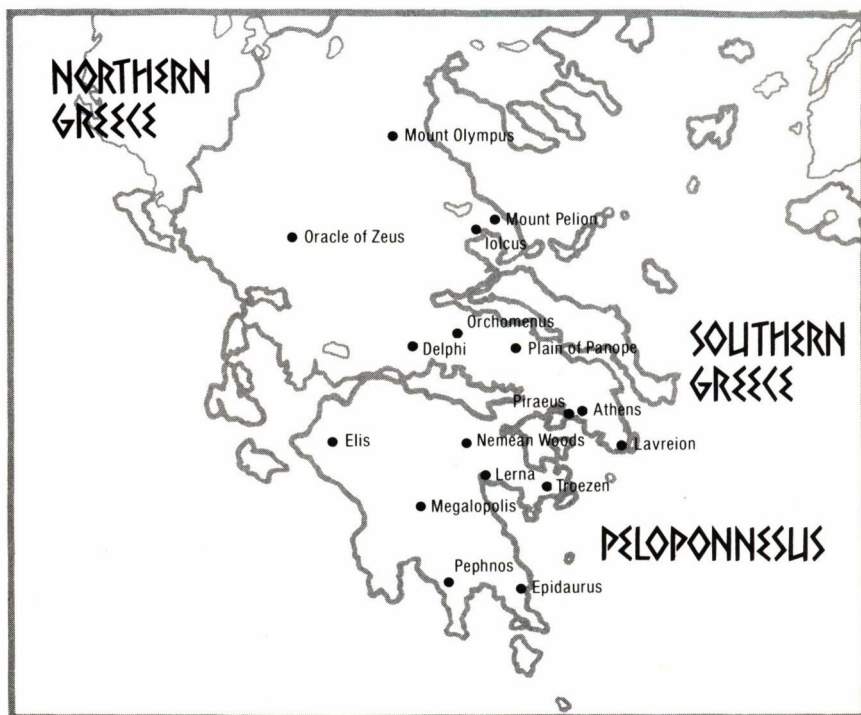 NORTHERN
GREECE
Mount Olympus
Mount Pelion
Iolcus
Oracle of Zeus
Orchomenus
Delphi
Plain of Panope
SOUTHERN
GREECE
Piraeus
Athens
Elis
Nemean Woods
Lavreion
Lerna
Troezen
Megalopolis
PELOPONNESUS
Pephnos
Epidaurus